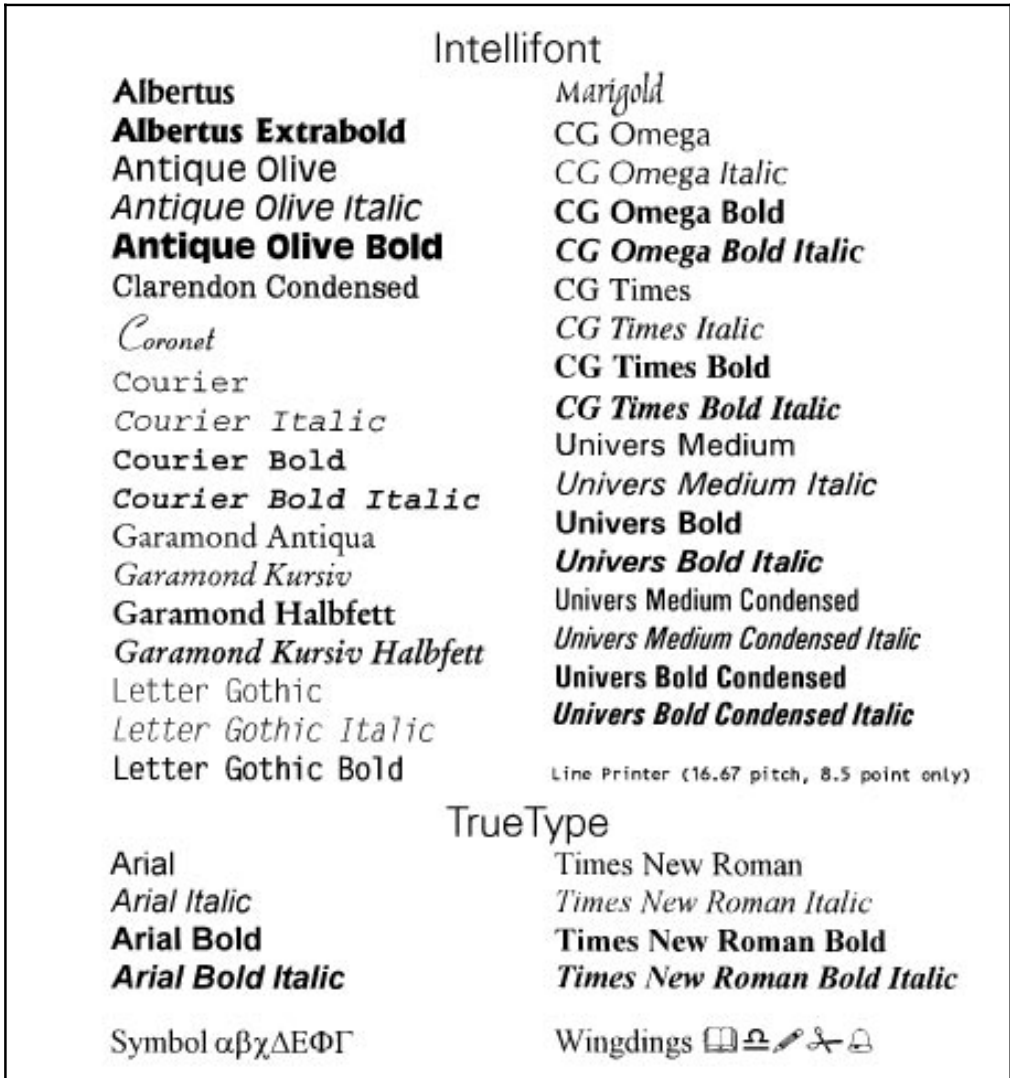 Intellifont
Albertus
Albertus Extrabold
Antique Olive
Antique Olive Italic
Antique Olive Bold
Clarendon Condensed
Coronet
Courier
Courier Italic
Courier Bold
Courier Bold Italic
Garamond Antiqua
Garamond Kursiv
Garamond Halbfett
Garamond Kursiv Halbfett
Letter Gothic
Letter Gothic Italic
Letter Gothic Bold
Marigold
CG Omega
CG Omega Italic
CG Omega Bold
CG Omega Bold Italic
CG Times
CG Times Italic
CG Times Bold
CG Times Bold Italic
Univers Medium
Univers Medium Italic
Univers Bold
Univers Bold Italic
Univers Medium Condensed
Univers Medium Condensed Italic
Univers Bold Condensed
Univers Bold Condensed Italic
Line Printer (16.67 pitch, 8.5 point only)
TrueType
Arial
Arial Italic
Arial Bold
Arial Bold Italic
Symbol αβχΔΕΦΓ
Times New Roman
Times New Roman Italic
Times New Roman Bold
Times New Roman Bold Italic
Wingdings 🕮♎✐✂🕭